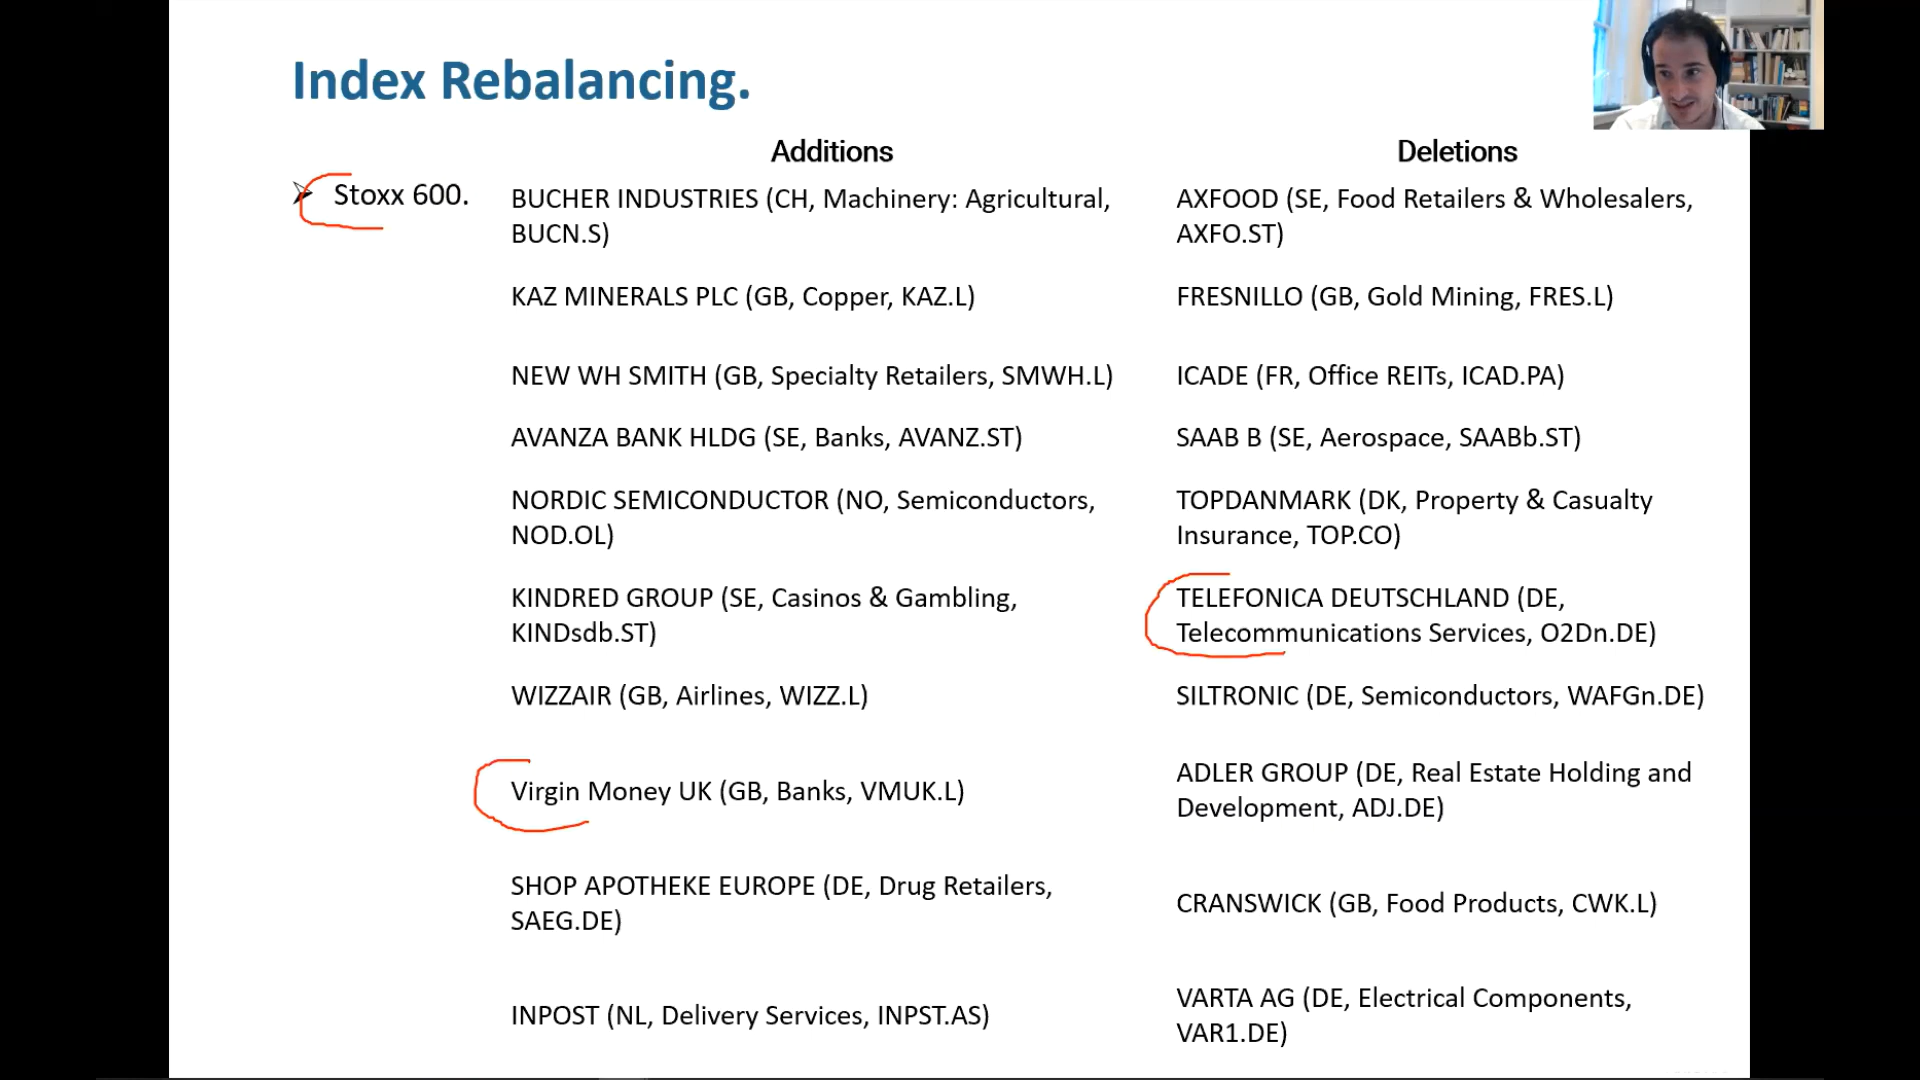 Index Rebalancing.
Additions
Deletions
Stoxx 600.
BUCHER INDUSTRIES (CH, Machinery: Agricultural,
BUCN.S)
AXFOOD (SE, Food Retailers & Wholesalers,
AXFO.ST)
KAZ MINERALS PLC (GB, Copper, KAZ.L)
FRESNILLO (GB, Gold Mining, FRES.L)
NEW WH SMITH (GB, Specialty Retailers, SMWH.L)
ICADE (FR, Office REITs, ICAD.PA)
AVANZA BANK HLDG (SE, Banks, AVANZ.ST)
SAAB B (SE, Aerospace, SAABb.ST)
NORDIC SEMICONDUCTOR (NO, Semiconductors,
NOD.OL)
TOPDANMARK (DK, Property & Casualty
Insurance, TOP.CO)
KINDRED GROUP (SE, Casinos & Gambling,
KINDsdb.ST)
TELEFONICA DEUTSCHLAND (DE,
Telecommunications Services, O2Dn.DE)
WIZZAIR (GB, Airlines, WIZZ.L)
SILTRONIC (DE, Semiconductors, WAFGn.DE)
Virgin Money UK (GB, Banks, VMUK.L)
ADLER GROUP (DE, Real Estate Holding and
Development, ADJ.DE)
SHOP APOTHEKE EUROPE (DE, Drug Retailers,
SAEG.DE)
CRANSWICK (GB, Food Products, CWK.L)
INPOST (NL, Delivery Services, INPST.AS)
VARTA AG (DE, Electrical Components,
VAR1.DE)